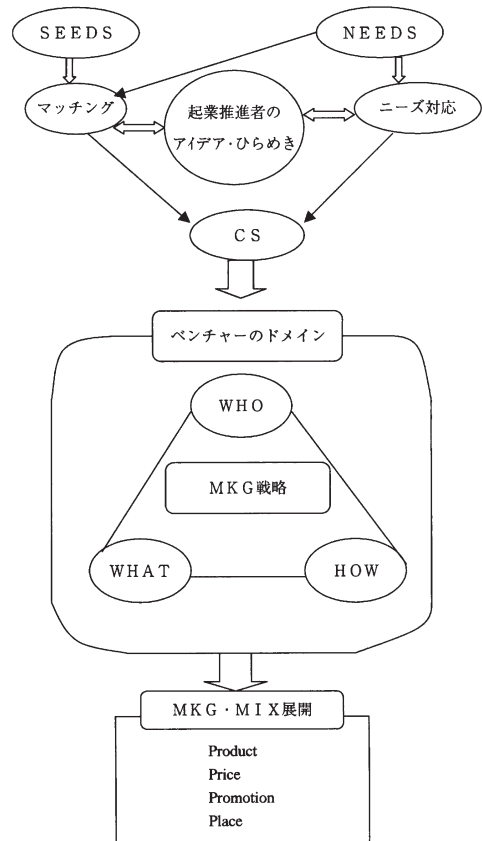 ＳＥＥＤＳ
ＮＥＥＤＳ
マッチング
起業推進者の
アイデア・ひらめき
ニーズ対応
ＣＳ
ベンチャーのドメイン
ＷＨＯ
ＭＫＧ戦略
ＷＨＡＴ
ＨＯＷ
ＭＫＧ・ＭＩＸ展開
Product
Price
Promotion
Place